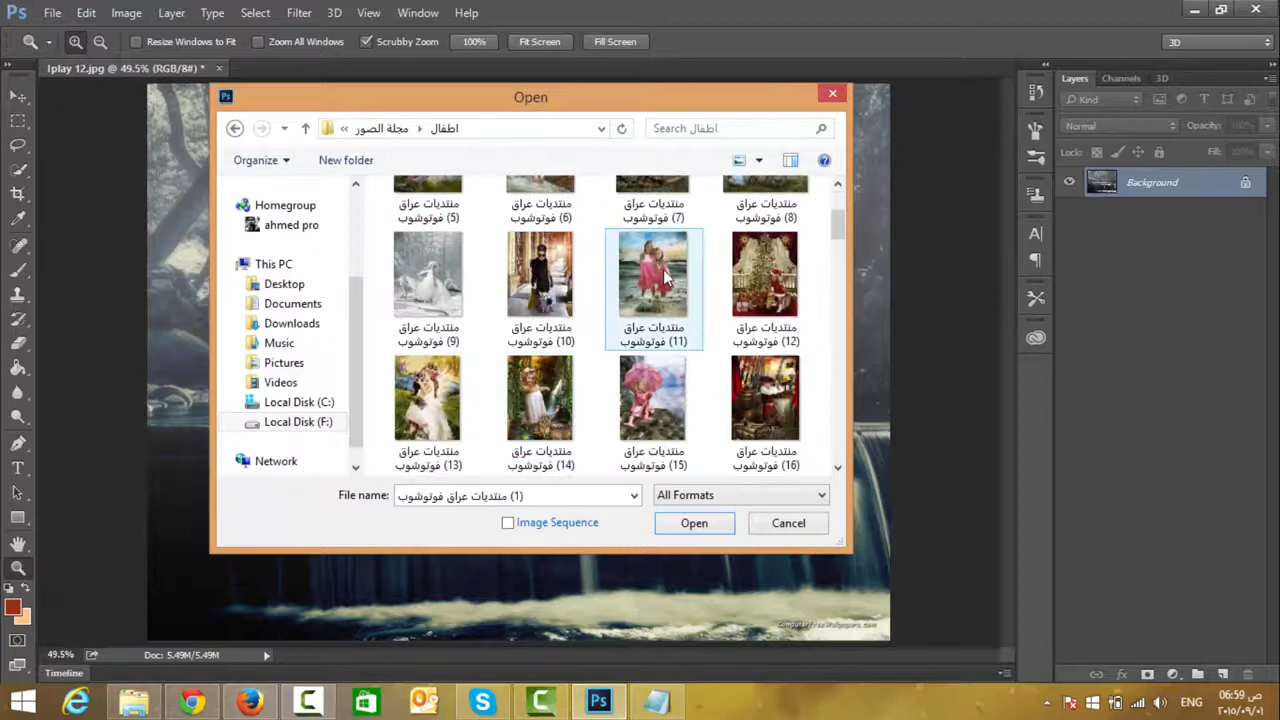 Ps File Edit Image Layer Type Select Filter 3D View Window Help
Resize Windows to Fit Zoom All Windows Scrubby Zoom 100% Fit Screen Fill Screen 3D
Iplay 12.jpg @ 49.5% (RGB/8#) * ×
Layers Channels 3D
Kind
Normal Opacity: 100%
Lock: Fill: 100%
Background
Ps Open
« مجلة الصور ▸ اطفال
Search اطفال
Organize New folder
Homegroup
ahmed pro
This PC
Desktop
Documents
Downloads
Music
Pictures
Videos
Local Disk (C:)
Local Disk (F:)
Network
منتديات عراق فوتوشوب (5)
منتديات عراق فوتوشوب (6)
منتديات عراق فوتوشوب (7)
منتديات عراق فوتوشوب (8)
منتديات عراق فوتوشوب (9)
منتديات عراق فوتوشوب (10)
منتديات عراق فوتوشوب (11)
منتديات عراق فوتوشوب (12)
منتديات عراق فوتوشوب (13)
منتديات عراق فوتوشوب (14)
منتديات عراق فوتوشوب (15)
منتديات عراق فوتوشوب (16)
File name: منتديات عراق فوتوشوب (1) All Formats
Image Sequence Open Cancel
49.5% Doc: 5.49M/5.49M
Timeline
ENG 06:59 ص
٢٠١٥/٠٩/٠١